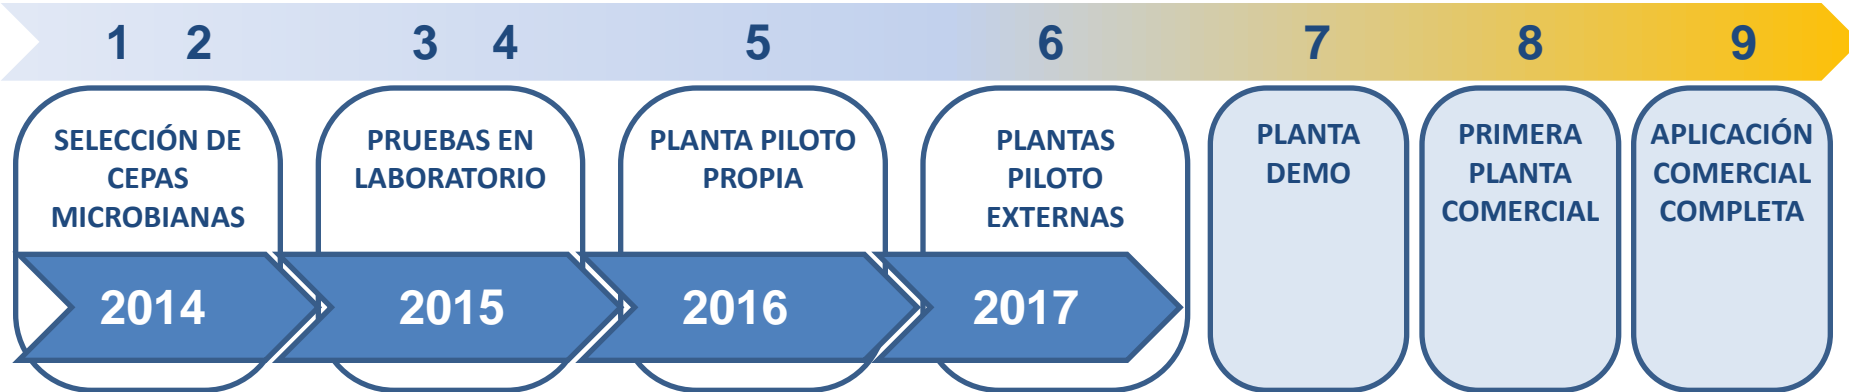 1 2 3 4 5 6 7 8 9
SELECCIÓN DE
CEPAS
MICROBIANAS
2014
PRUEBAS EN
LABORATORIO
2015
PLANTA PILOTO
PROPIA
2016
PLANTAS
PILOTO
EXTERNAS
2017
PLANTA
DEMO
PRIMERA
PLANTA
COMERCIAL
APLICACIÓN
COMERCIAL
COMPLETA